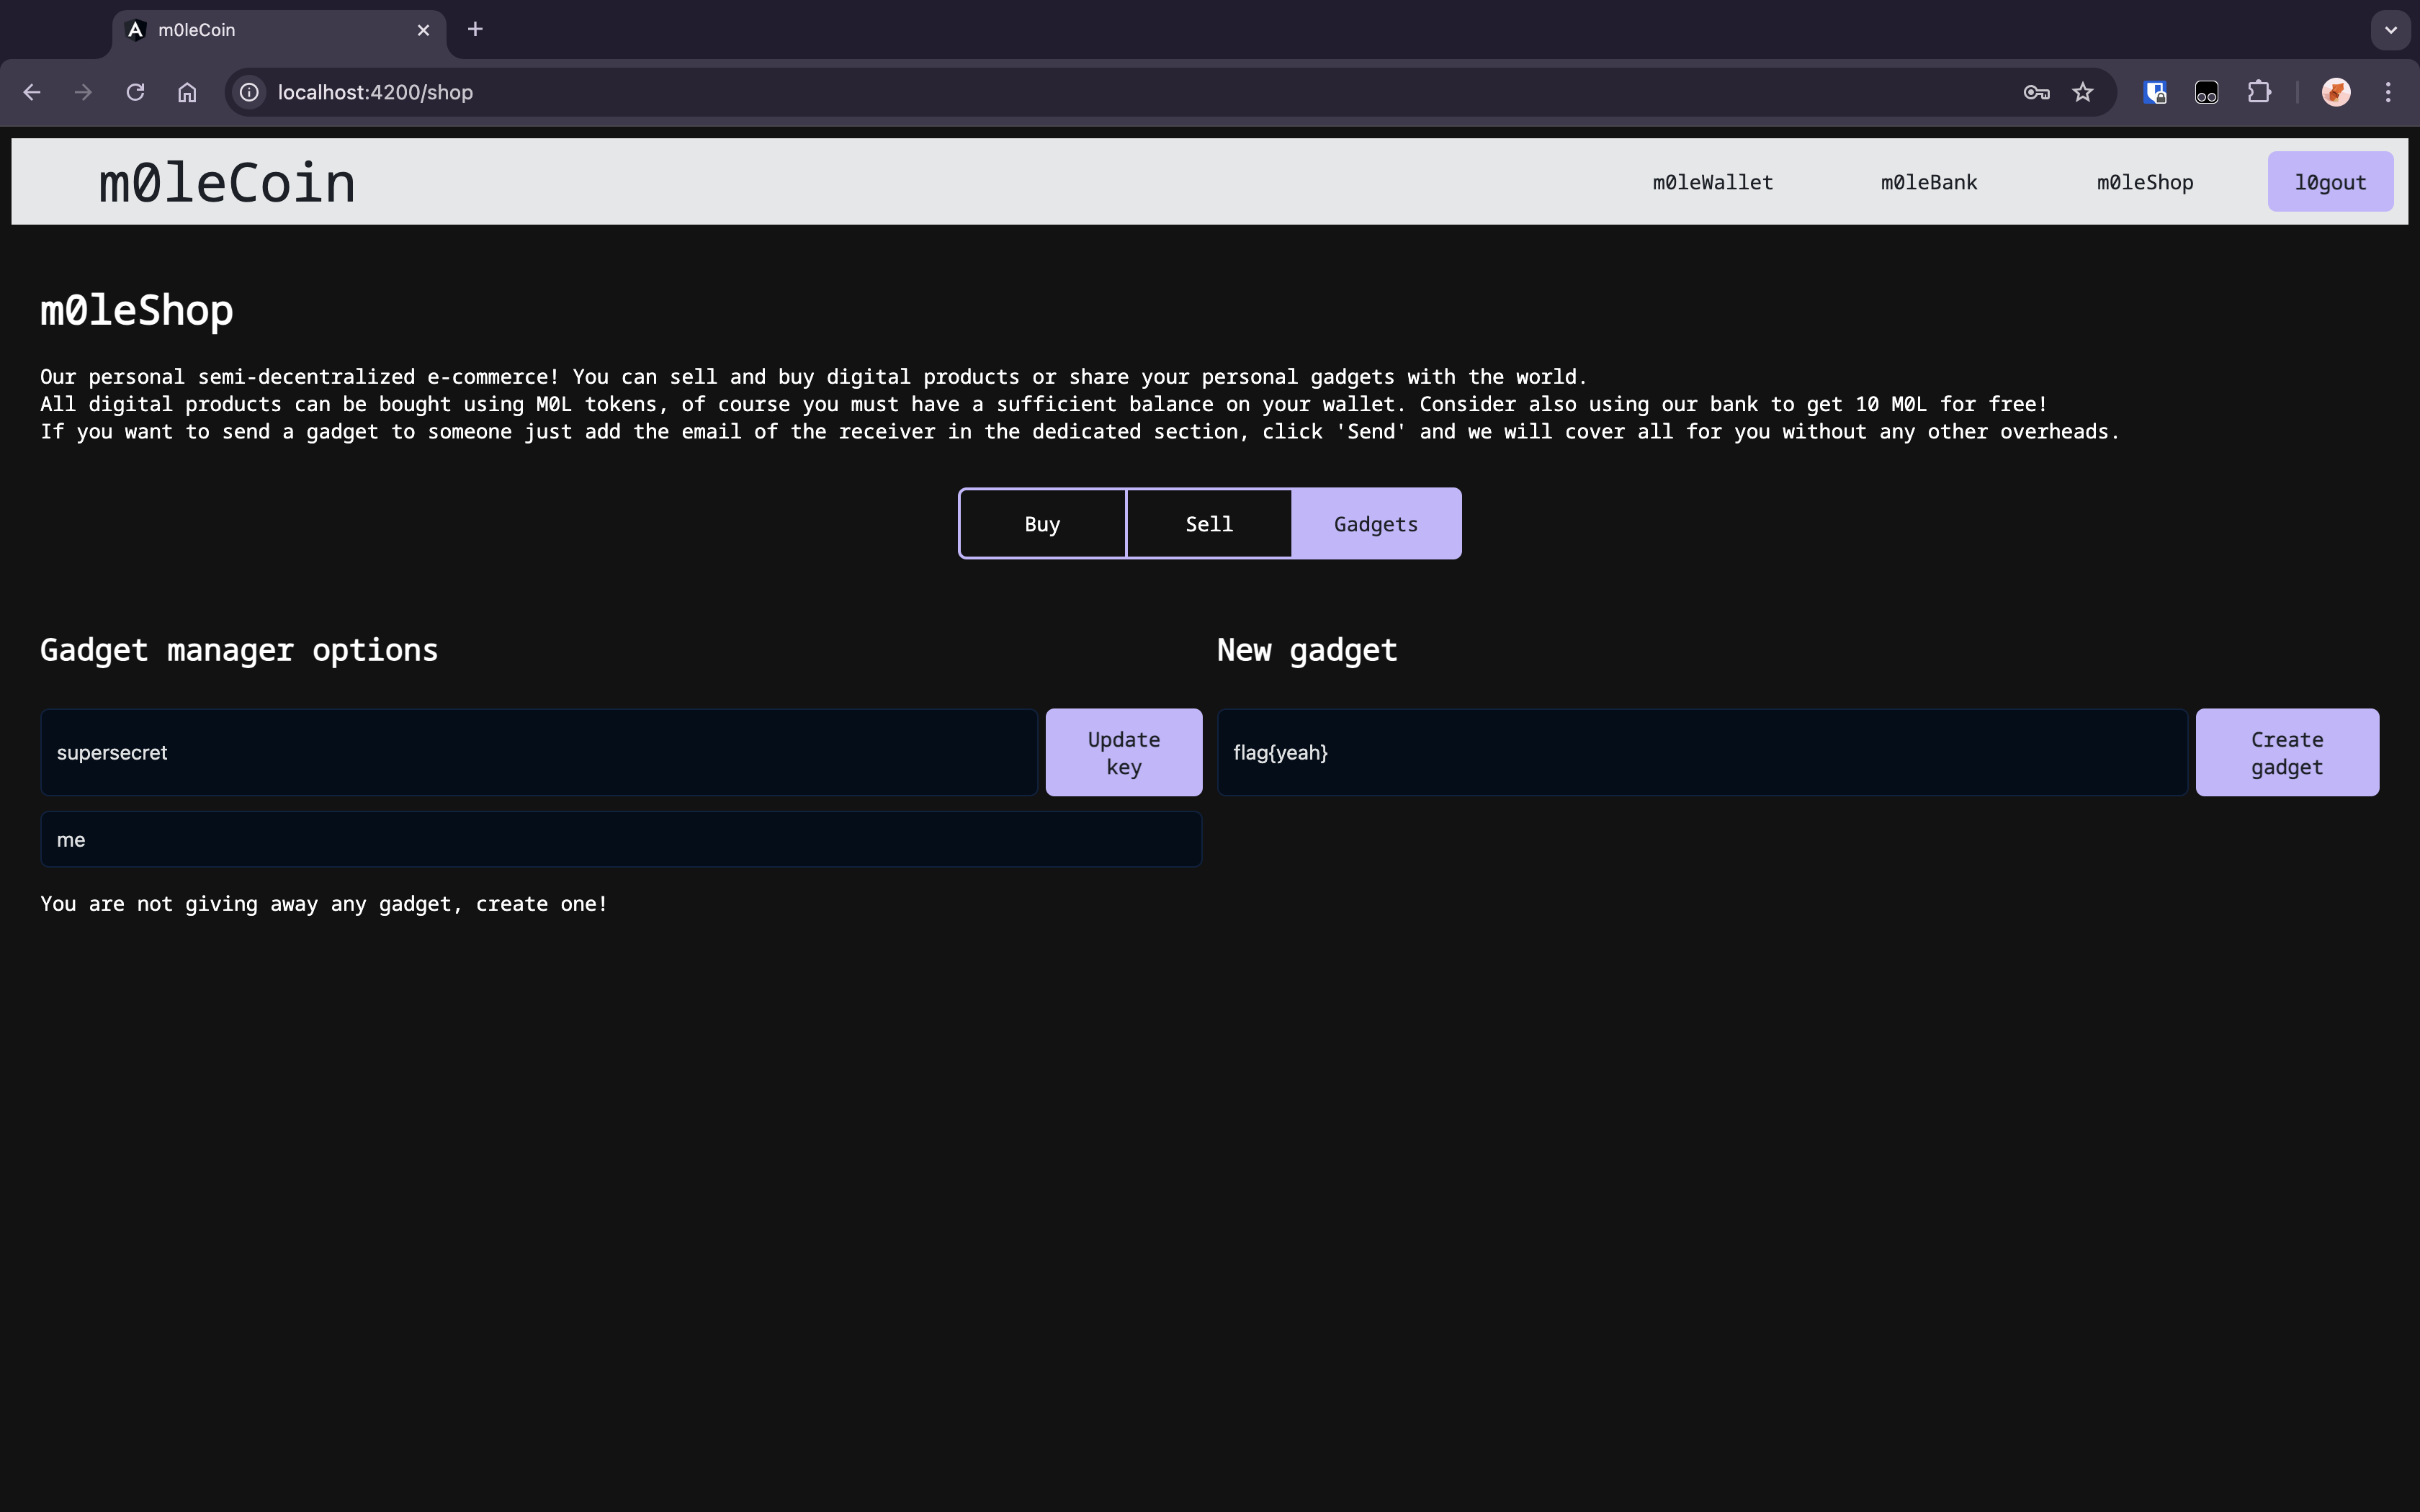 m0leCoin
localhost:4200/shop
m0leCoin
m0leWallet
m0leBank
m0leShop
l0gout
m0leShop
Our personal semi-decentralized e-commerce! You can sell and buy digital products or share your personal gadgets with the world.
All digital products can be bought using M0L tokens, of course you must have a sufficient balance on your wallet. Consider also using our bank to get 10 M0L for free!
If you want to send a gadget to someone just add the email of the receiver in the dedicated section, click 'Send' and we will cover all for you without any other overheads.
Buy
Sell
Gadgets
Gadget manager options
supersecret
Update
key
me
You are not giving away any gadget, create one!
New gadget
flag{yeah}
Create
gadget